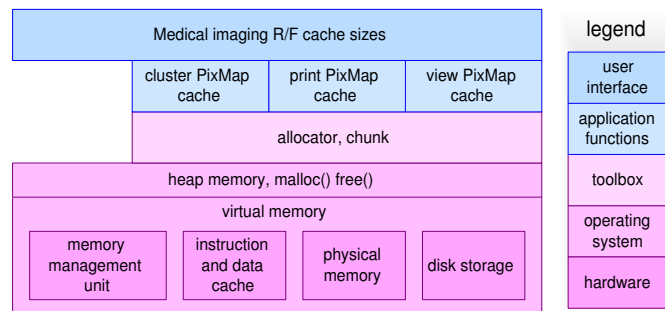 Medical imaging R/F cache sizes
cluster PixMap
cache
print PixMap
cache
view PixMap
cache
allocator, chunk
heap memory, malloc() free()
virtual memory
memory
management
unit
instruction
and data
cache
physical
memory
disk storage
legend
user
interface
application
functions
toolbox
operating
system
hardware